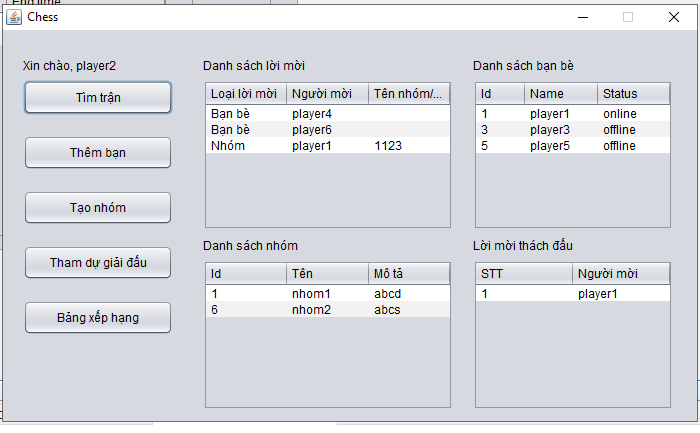 End time
Chess
Xin chào, player2
Tìm trận
Thêm bạn
Tạo nhóm
Tham dự giải đấu
Bảng xếp hạng
Danh sách lời mời
Loại lời mời Người mời Tên nhóm/...
Bạn bè player4
Bạn bè player6
Nhóm player1 1123
Danh sách bạn bè
Id Name Status
1 player1 online
3 player3 offline
5 player5 offline
Danh sách nhóm
Id Tên Mô tả
1 nhom1 abcd
6 nhom2 abcs
Lời mời thách đấu
STT Người mời
1 player1